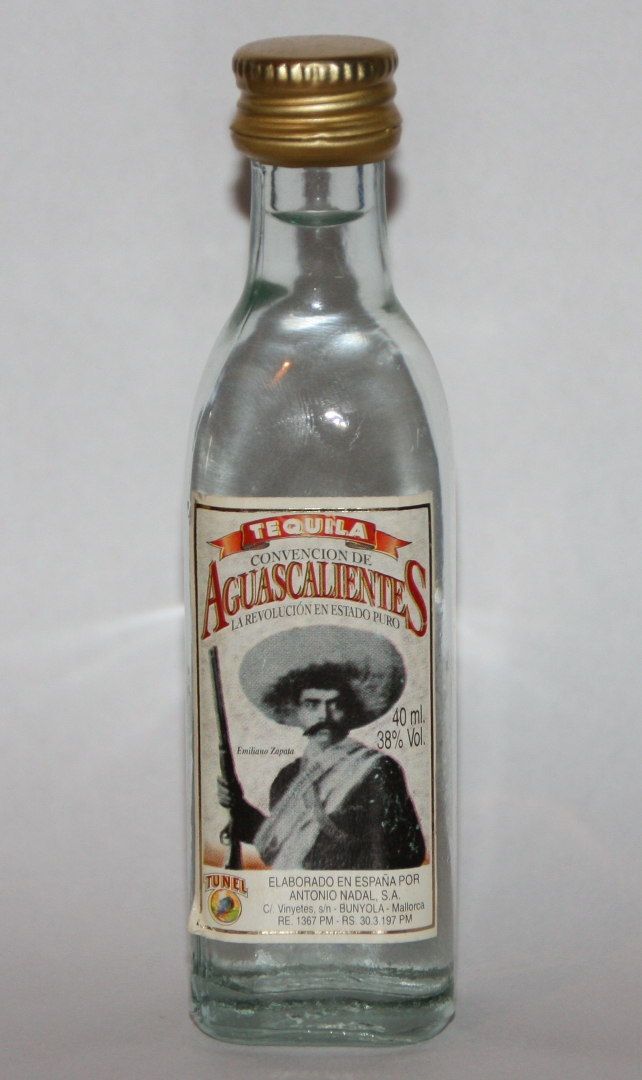 TEQUILA
CONVENCION DE
AGUASCALIENTES
LA REVOLUCIÓN EN ESTADO PURO
40 ml.
38% Vol.
Emiliano Zapata
TUNEL
ELABORADO EN ESPAÑA POR
ANTONIO NADAL, S.A.
C/. Vinyetes, s/n - BUNYOLA - Mallorca
RE. 1367 PM - RS. 30.3 197 PM